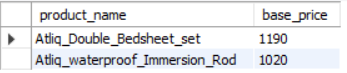 product_name base_price
Atliq_Double_Bedsheet_set 1190
Atliq_waterproof_Immersion_Rod 1020